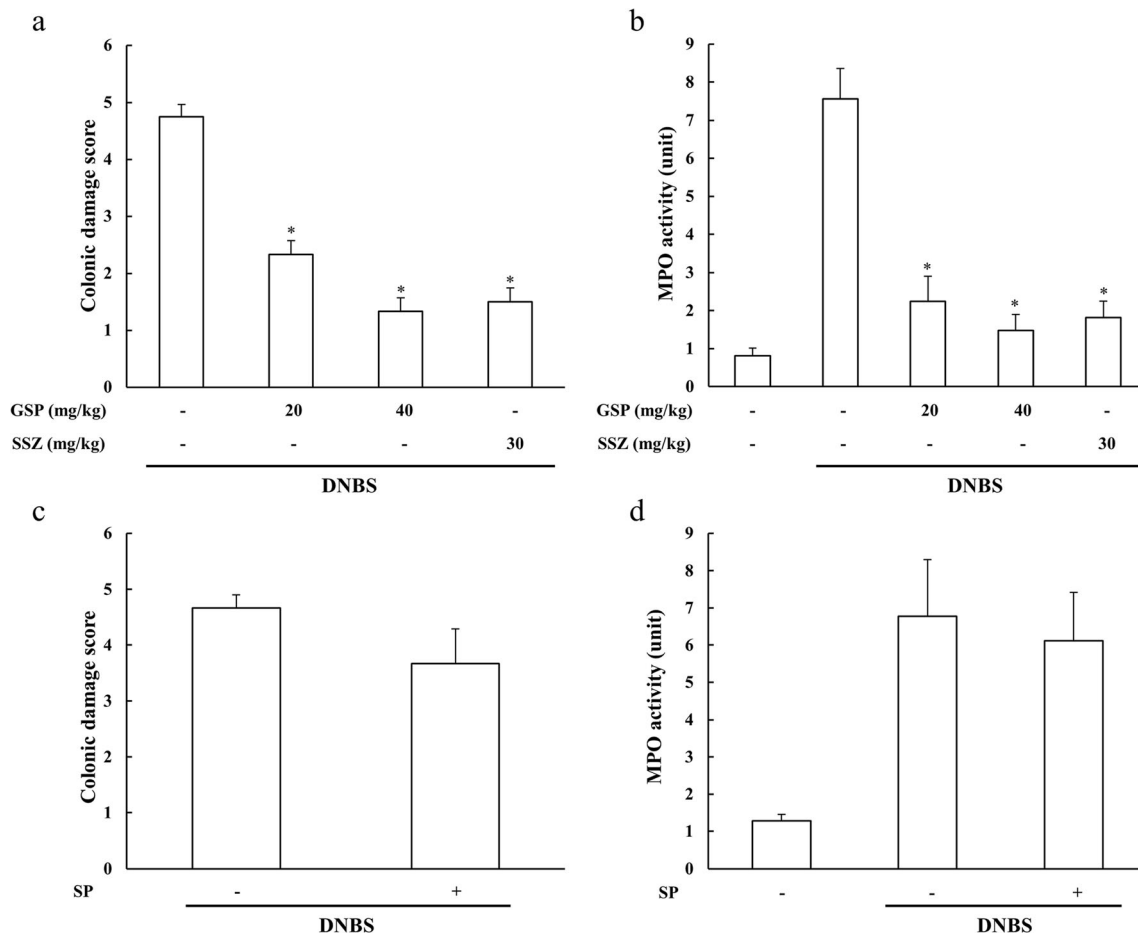 a
Colonic damage score
6
5
4
3
2
1
0
*
*
*
GSP (mg/kg) - 20 40 -
SSZ (mg/kg) - - - 30
DNBS
b
MPO activity (unit)
9
8
7
6
5
4
3
2
1
0
*
*
*
GSP (mg/kg) - - 20 40 -
SSZ (mg/kg) - - - - 30
DNBS
c
Colonic damage score
6
5
4
3
2
1
0
SP - +
DNBS
d
MPO activity (unit)
9
8
7
6
5
4
3
2
1
0
SP - - +
DNBS